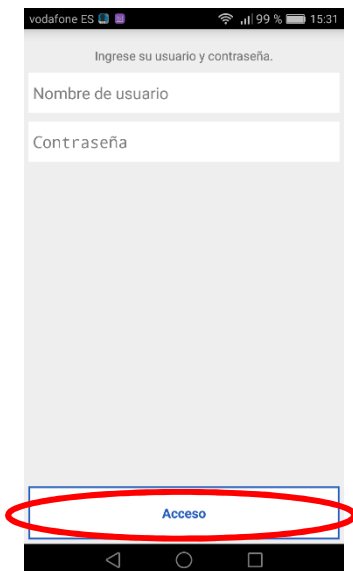 vodafone ES 99 % 15:31
Ingrese su usuario y contraseña.
Nombre de usuario
Contraseña
Acceso